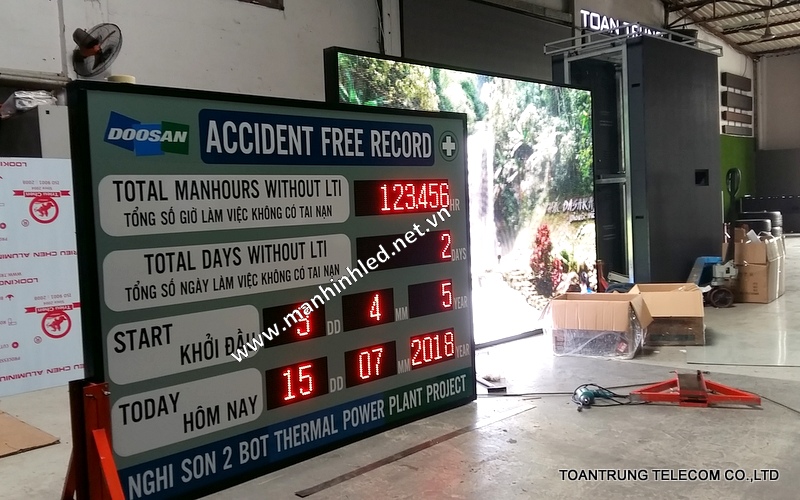 TOAN TRUNG
DOOSAN ACCIDENT FREE RECORD
TOTAL MANHOURS WITHOUT LTI
TỔNG SỐ GIỜ LÀM VIỆC KHÔNG CÓ TAI NẠN
123.456 HR
TOTAL DAYS WITHOUT LTI
TỔNG SỐ NGÀY LÀM VIỆC KHÔNG CÓ TAI NẠN
2 DAYS
START
KHỞI ĐẦU
3 DD 4 MM 5 YEAR
TODAY
HÔM NAY
15 DD 07 MM 2018 YEAR
NGHI SON 2 BOT THERMAL POWER PLANT PROJECT
www.manhinhled.net.vn
TOANTRUNG TELECOM CO.,LTD